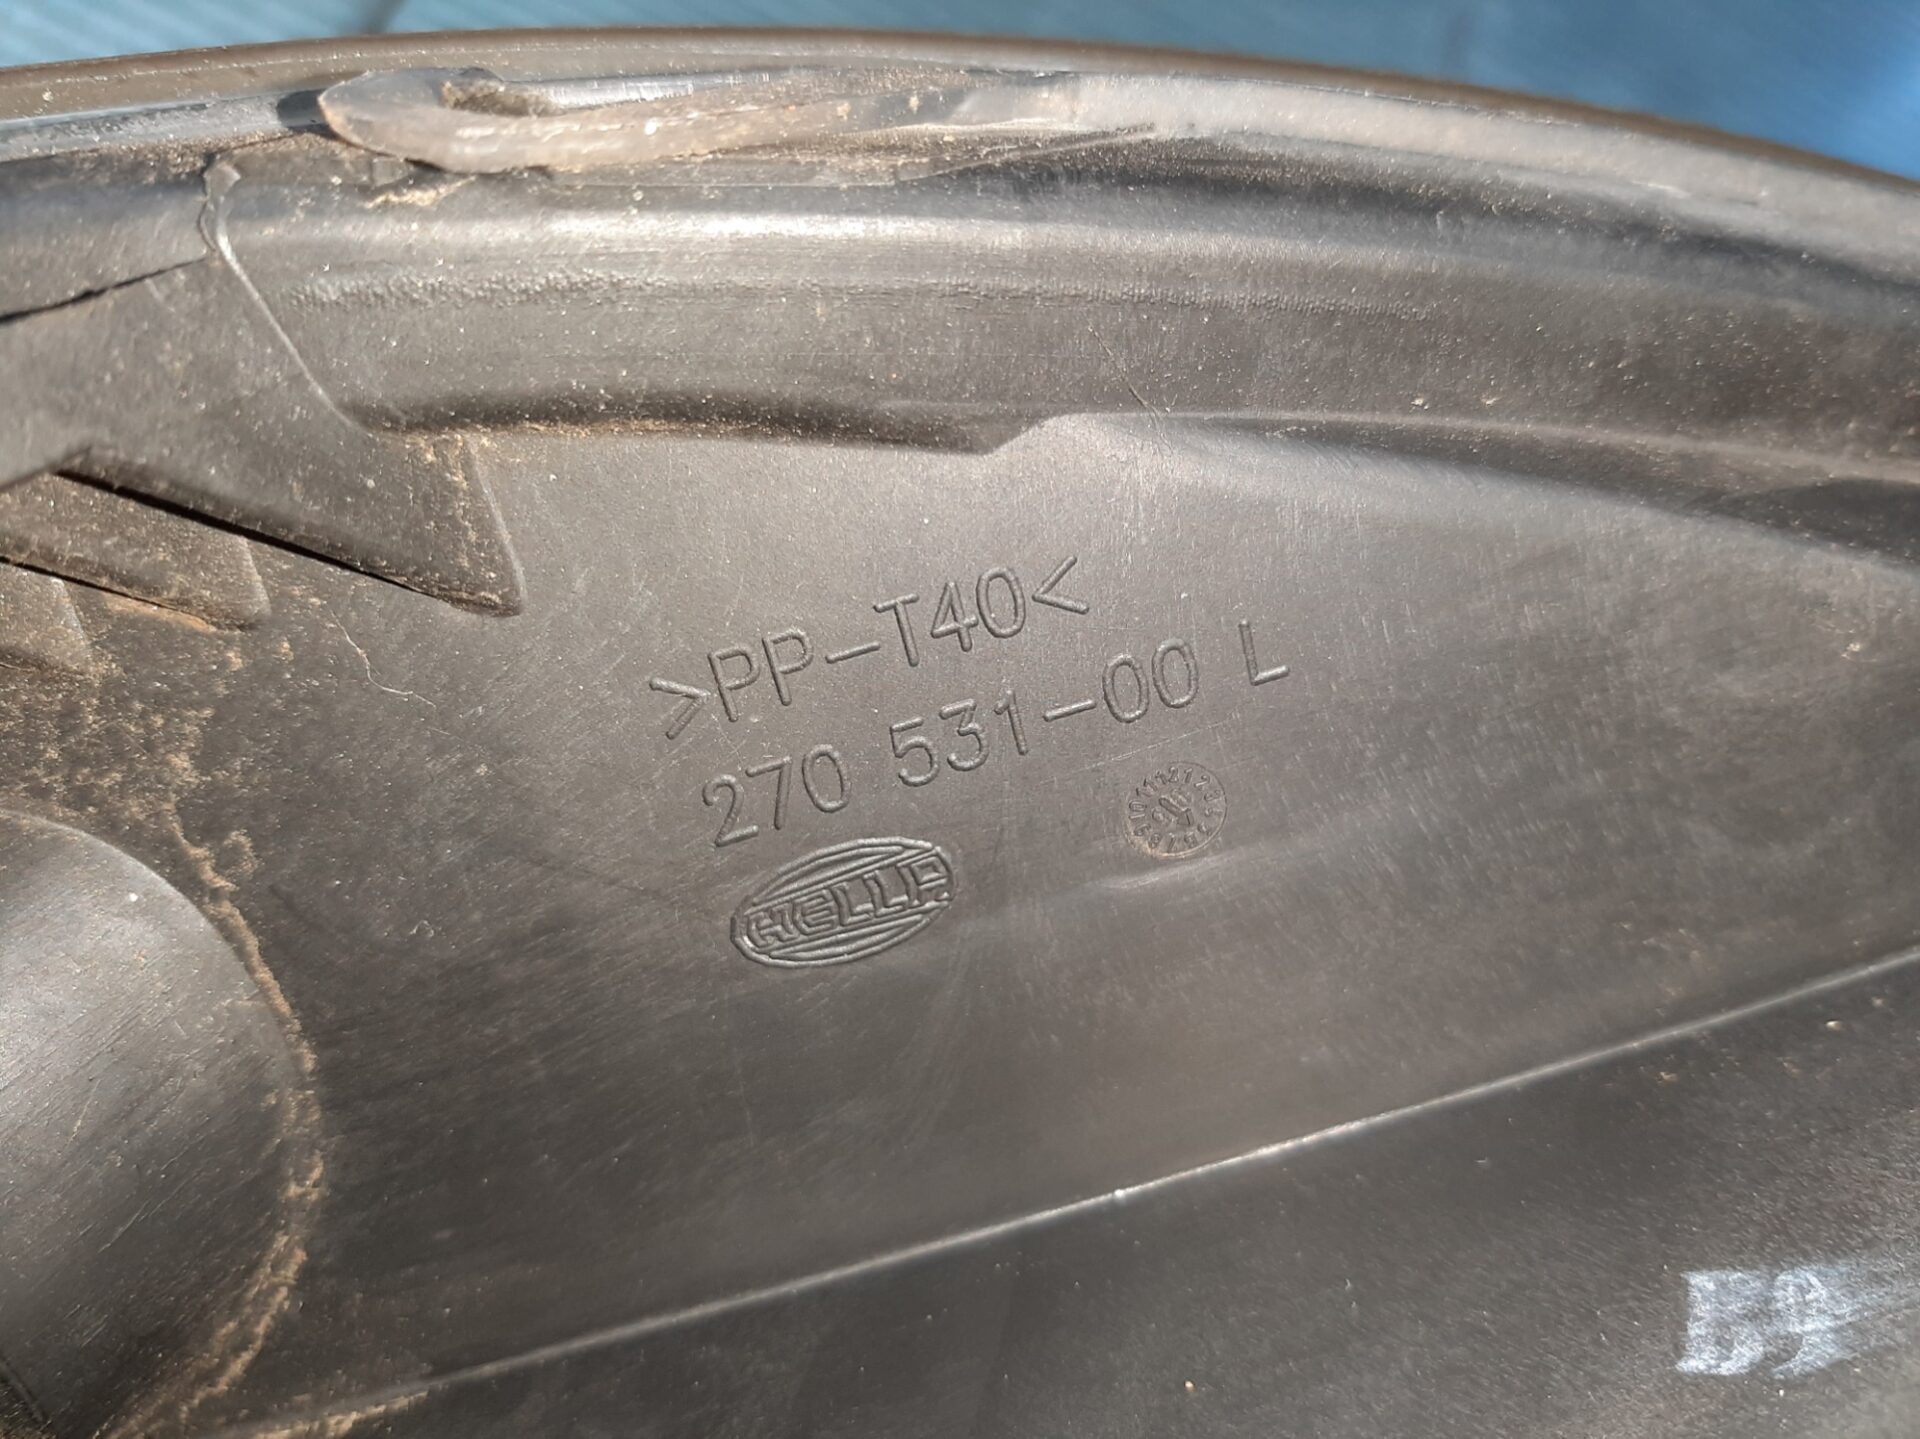 >PP-T40<
270 531-00 L
HELLA